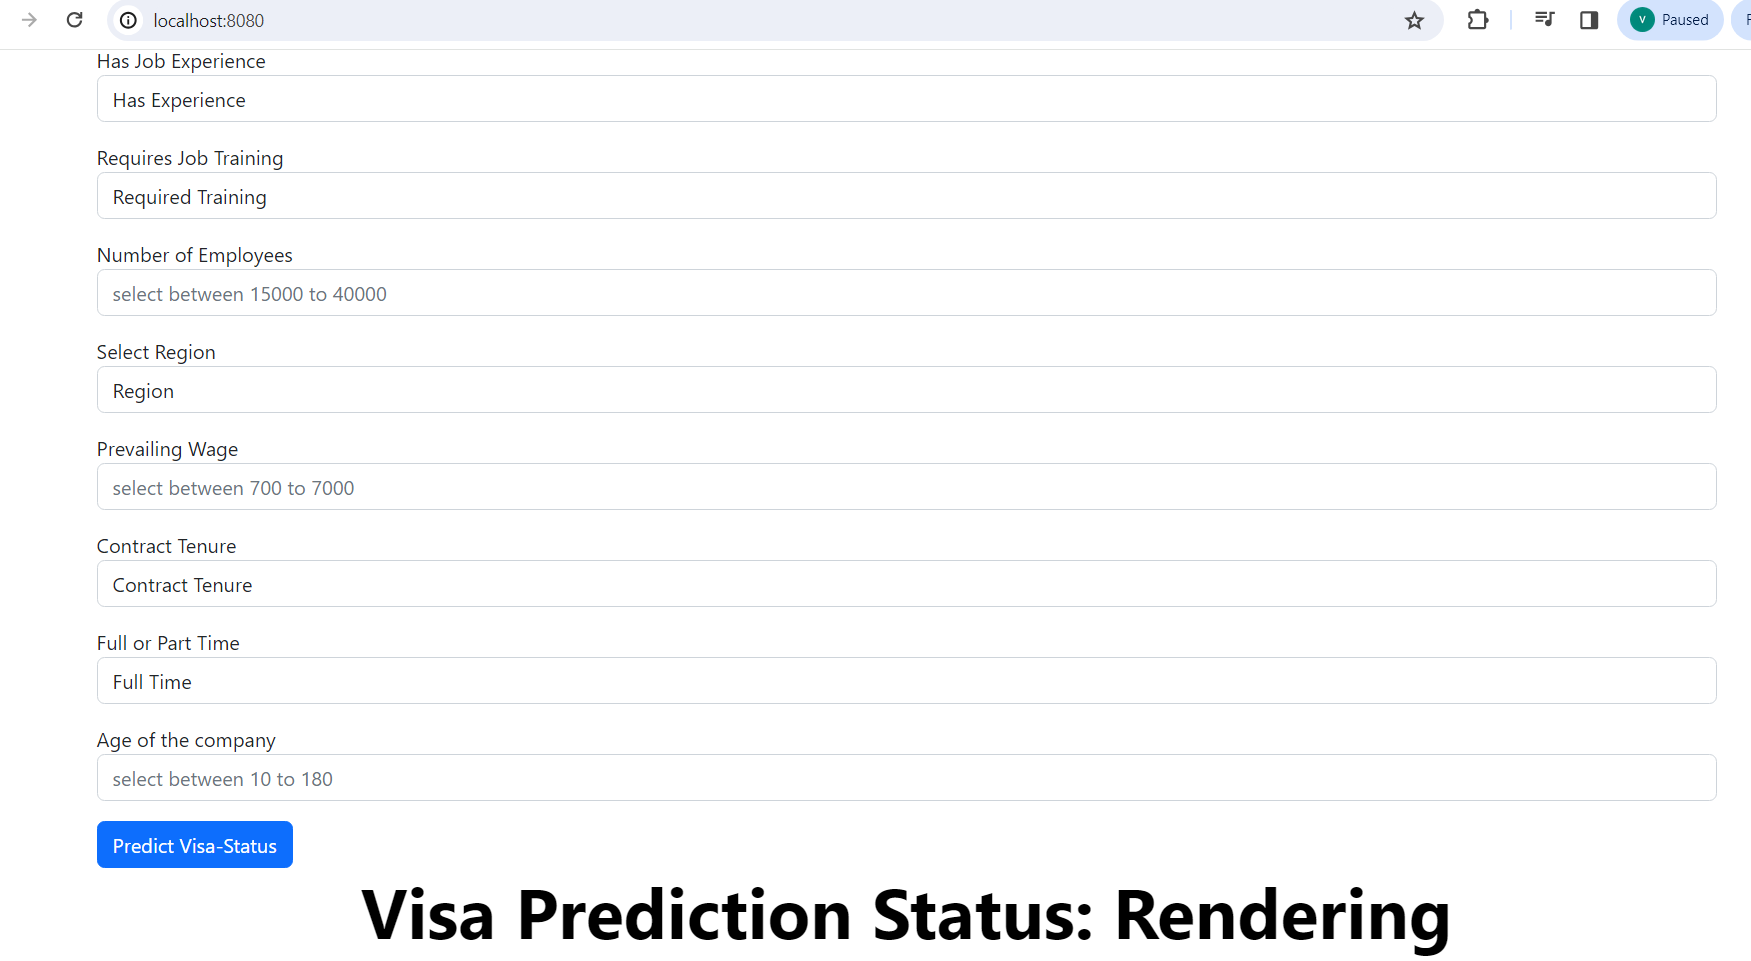 localhost:8080
V Paused
Has Job Experience
Has Experience
Requires Job Training
Required Training
Number of Employees
select between 15000 to 40000
Select Region
Region
Prevailing Wage
select between 700 to 7000
Contract Tenure
Contract Tenure
Full or Part Time
Full Time
Age of the company
select between 10 to 180
Predict Visa-Status
Visa Prediction Status: Rendering